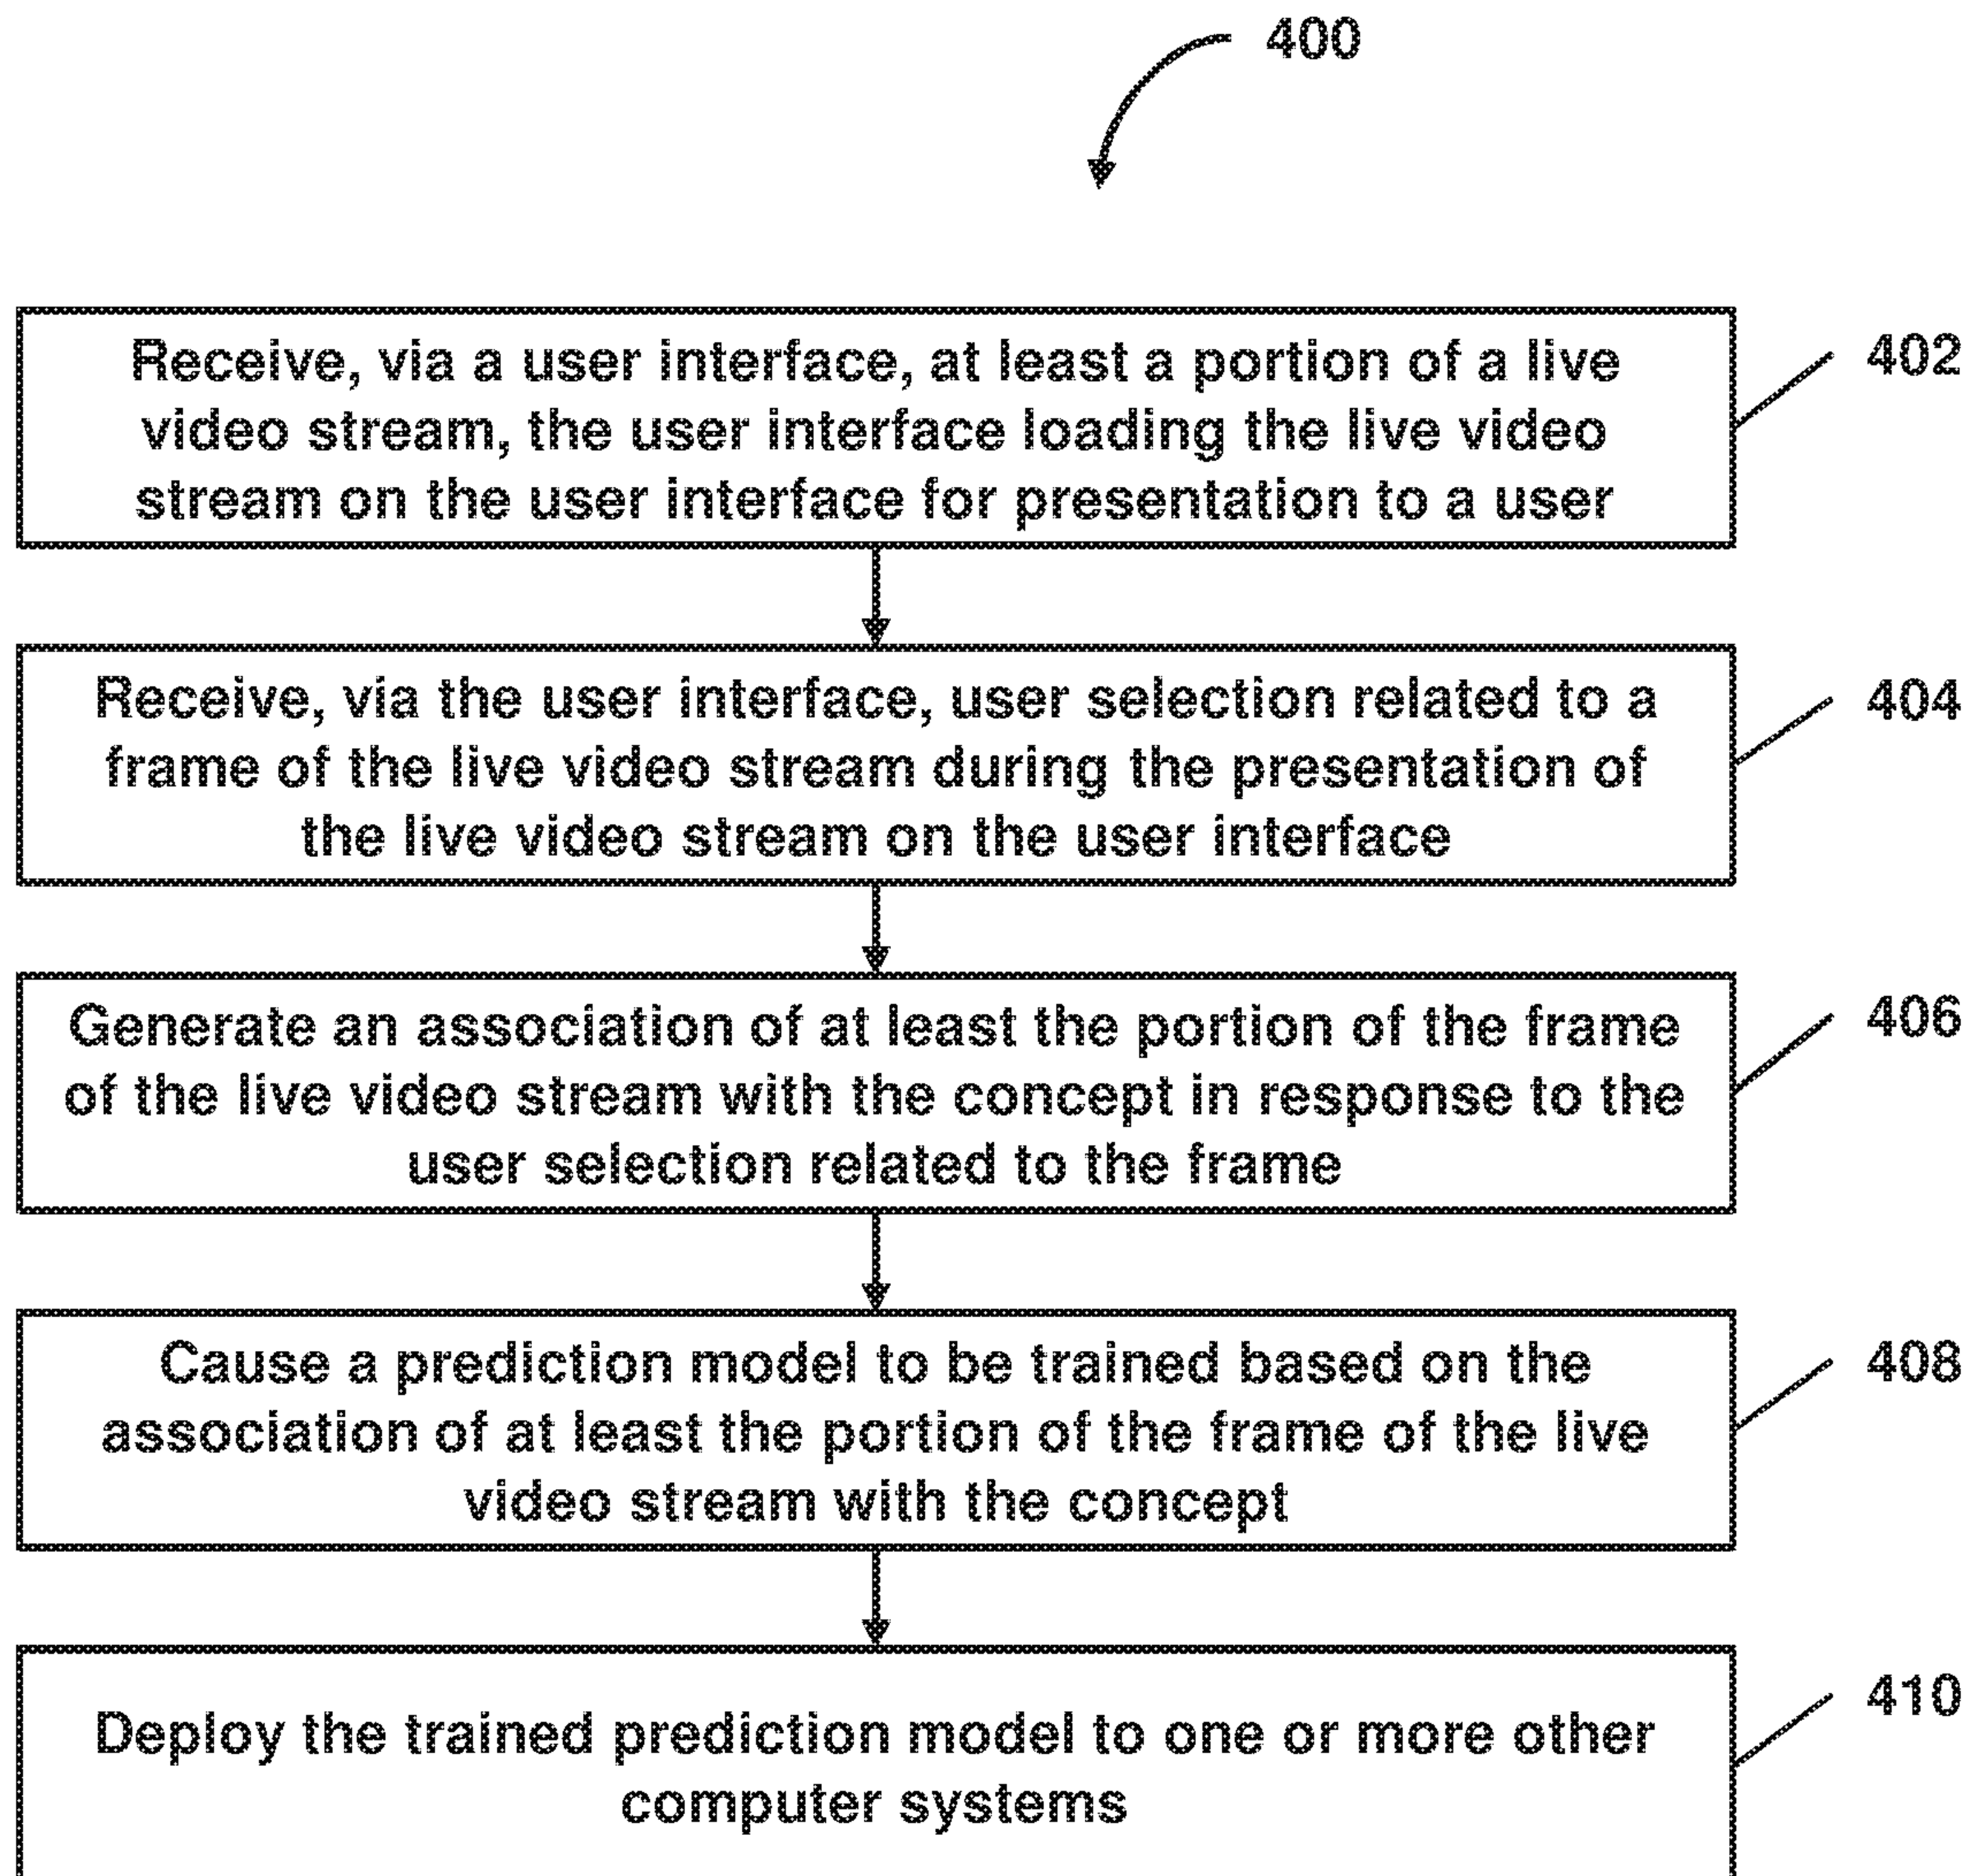 400
Receive, via a user interface, at least a portion of a live
video stream, the user interface loading the live video
stream on the user interface for presentation to a user
402
Receive, via the user interface, user selection related to a
frame of the live video stream during the presentation of
the live video stream on the user interface
404
Generate an association of at least the portion of the frame
of the live video stream with the concept in response to the
user selection related to the frame
406
Cause a prediction model to be trained based on the
association of at least the portion of the frame of the live
video stream with the concept
408
Deploy the trained prediction model to one or more other
computer systems
410